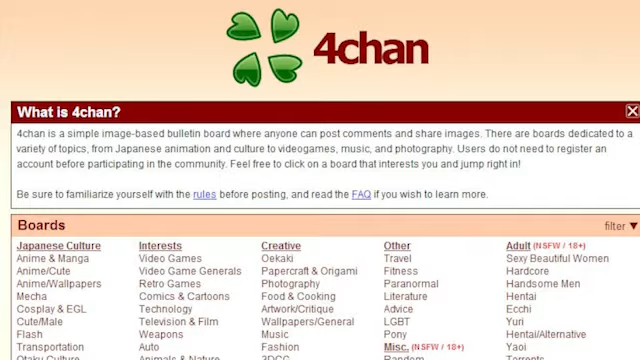 4chan
What is 4chan?
4chan is a simple image-based bulletin board where anyone can post comments and share images. There are boards dedicated to a
variety of topics, from Japanese animation and culture to videogames, music, and photography. Users do not need to register an
account before participating in the community. Feel free to click on a board that interests you and jump right in!
Be sure to familiarize yourself with the rules before posting, and read the FAQ if you wish to learn more.
Boards
filter ▼
Japanese Culture
Anime & Manga
Anime/Cute
Anime/Wallpapers
Mecha
Cosplay & EGL
Cute/Male
Flash
Transportation
Otaku Culture
Interests
Video Games
Video Game Generals
Retro Games
Comics & Cartoons
Technology
Television & Film
Weapons
Auto
Animals & Nature
Creative
Oekaki
Papercraft & Origami
Photography
Food & Cooking
Artwork/Critique
Wallpapers/General
Music
Fashion
3DCG
Other
Travel
Fitness
Paranormal
Literature
Advice
LGBT
Pony
Misc. (NSFW / 18+)
Random
Adult (NSFW / 18+)
Sexy Beautiful Women
Hardcore
Handsome Men
Hentai
Ecchi
Yuri
Hentai/Alternative
Yaoi
Torrents